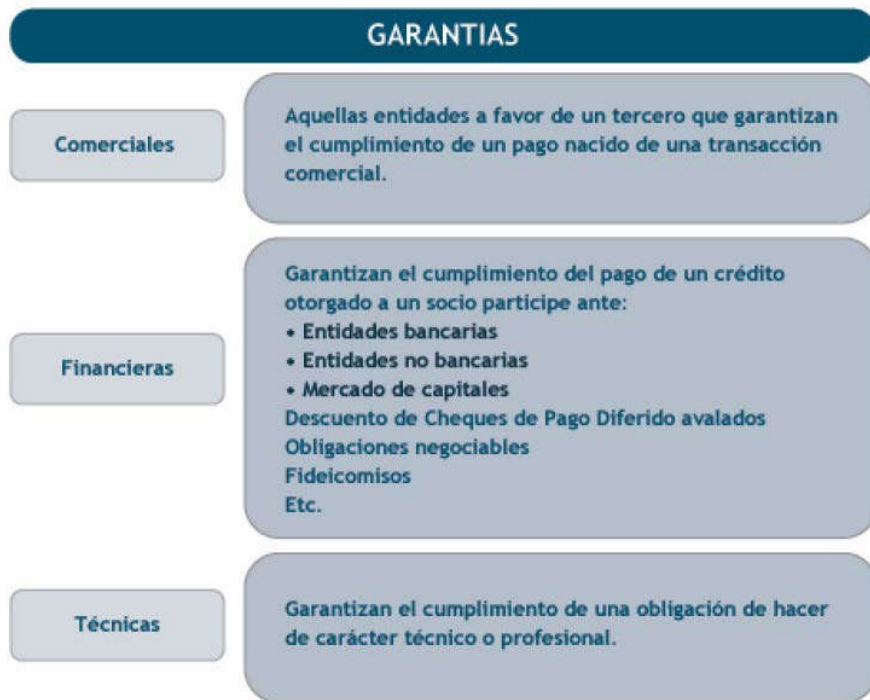 GARANTIAS
Comerciales
Aquellas entidades a favor de un tercero que garantizan
el cumplimiento de un pago nacido de una transacción
comercial.
Financieras
Garantizan el cumplimiento del pago de un crédito
otorgado a un socio participe ante:
• Entidades bancarias
• Entidades no bancarias
• Mercado de capitales
Descuento de Cheques de Pago Diferido avalados
Obligaciones negociables
Fideicomisos
Etc.
Técnicas
Garantizan el cumplimiento de una obligación de hacer
de carácter técnico o profesional.